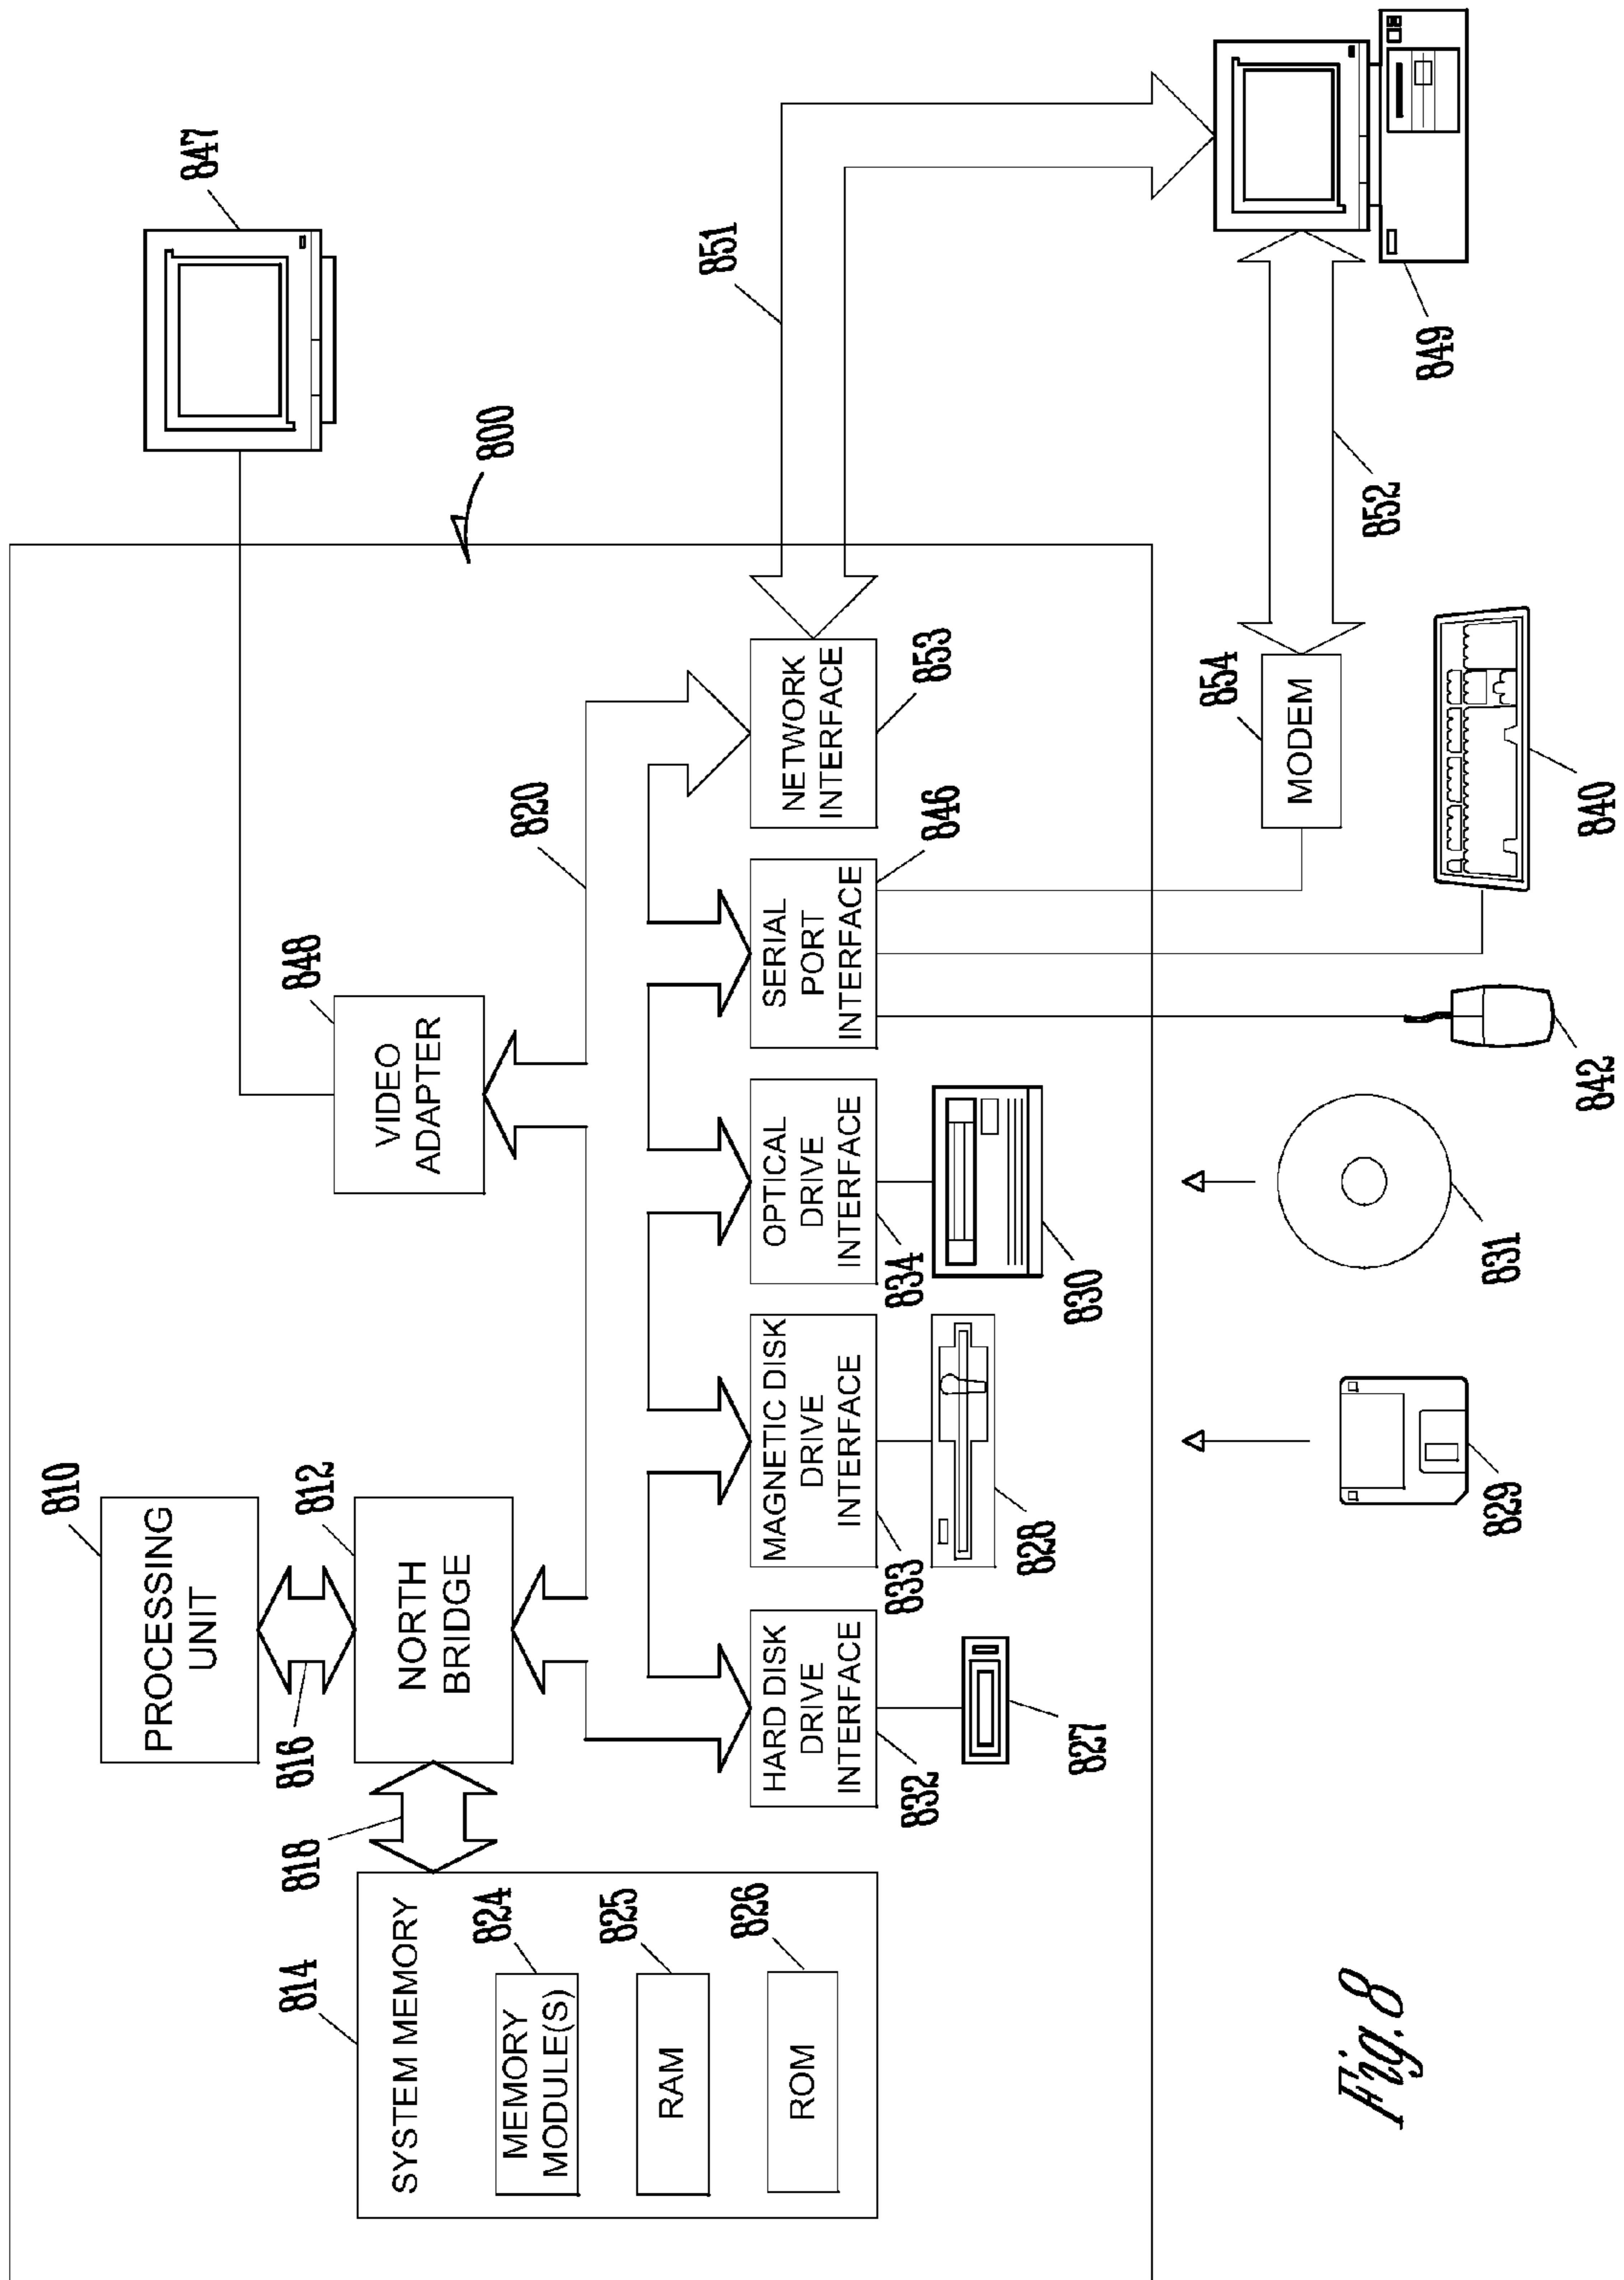 810
PROCESSING
UNIT
816
812
NORTH
BRIDGE
818
814
SYSTEM MEMORY
824
MEMORY
MODULE(S)
825
RAM
826
ROM
848
VIDEO
ADAPTER
847
800
820
851
HARD DISK
DRIVE
INTERFACE
832
827
MAGNETIC DISK
DRIVE
INTERFACE
833
828
OPTICAL
DRIVE
INTERFACE
834
830
SERIAL
PORT
INTERFACE
846
NETWORK
INTERFACE
853
854
MODEM
852
849
829
831
842
840
Fig. 8